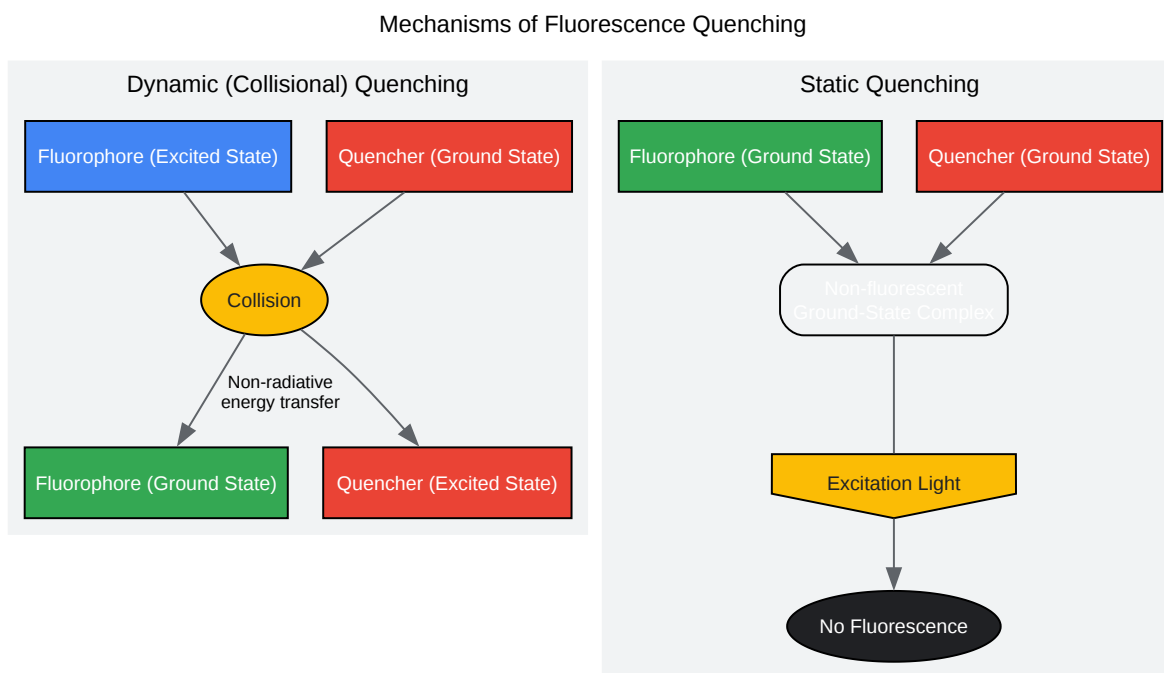 Mechanisms of Fluorescence Quenching
Dynamic (Collisional) Quenching
Fluorophore (Excited State)
Quencher (Ground State)
Collision
Non-radiative
energy transfer
Fluorophore (Ground State)
Quencher (Excited State)
Static Quenching
Fluorophore (Ground State)
Quencher (Ground State)
Non-fluorescent
Ground-State Complex
Excitation Light
No Fluorescence